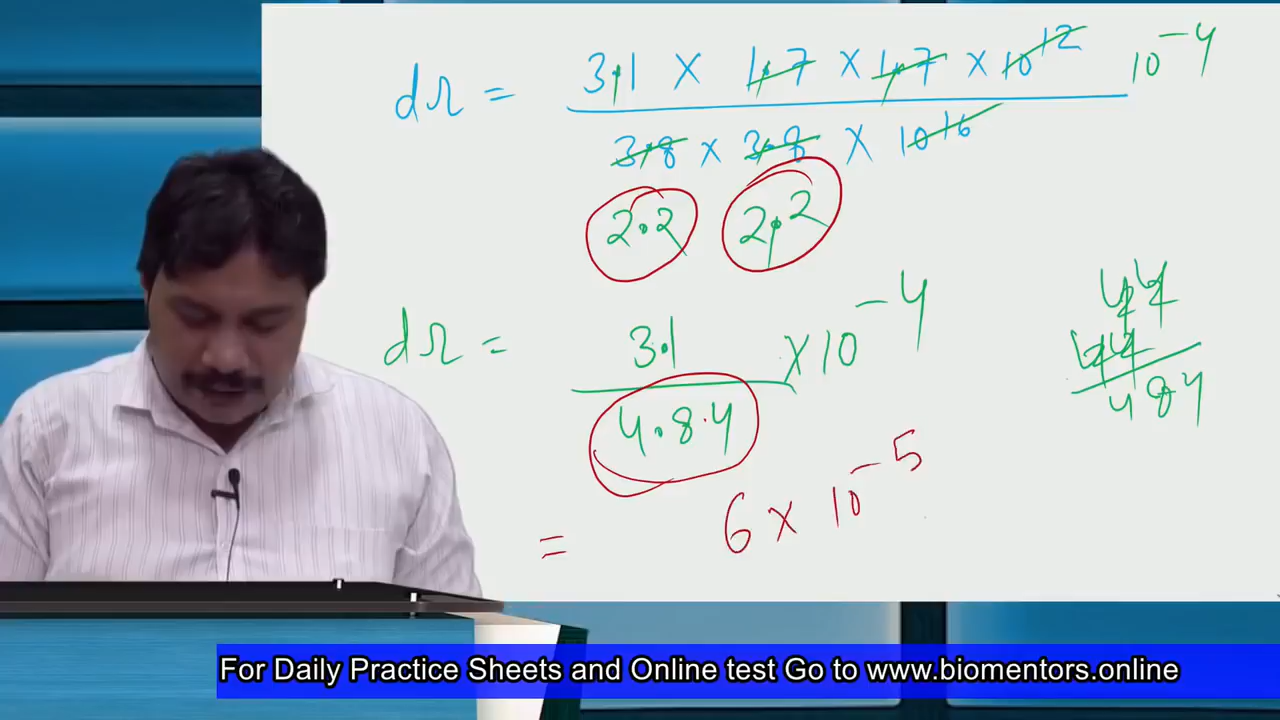 dΩ = 3.1 × 1.7 × 1.7 × 10^12 10^-4
3.8 × 3.8 × 10^16
2.2 2.2
dΩ = 3.1 × 10^-4
4.8.4
44
44
484
= 6 × 10^-5
For Daily Practice Sheets and Online test Go to www.biomentors.online